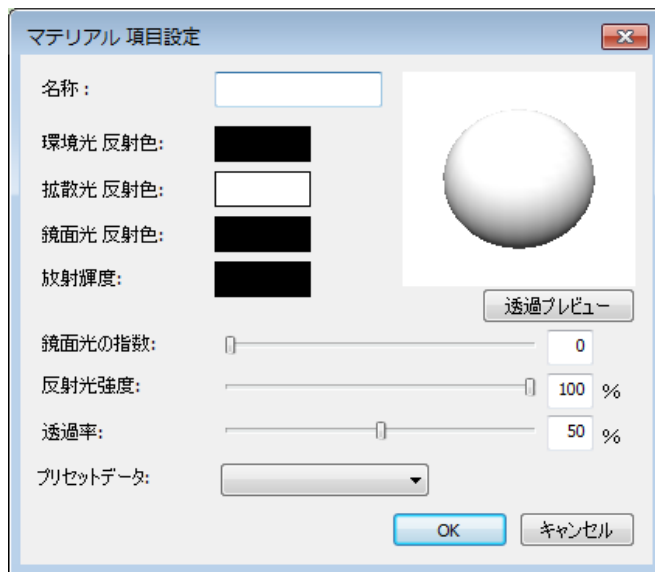 マテリアル 項目設定
名称 :
環境光 反射色:
拡散光 反射色:
鏡面光 反射色:
放射輝度:
透過プレビュー
鏡面光の指数: 0
反射光強度: 100 %
透過率: 50 %
プリセットデータ:
OK キャンセル